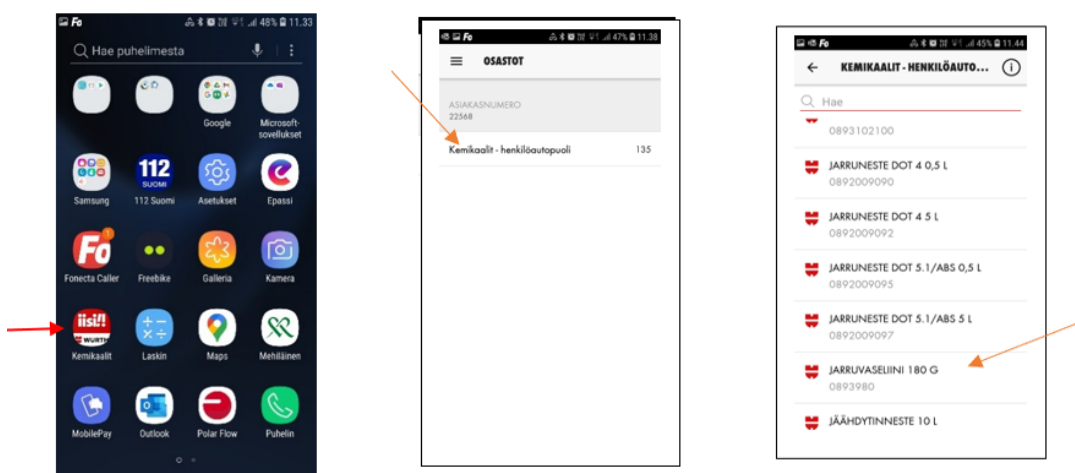 Fo 48% 11.33
Hae puhelimesta
Google
Microsoft-
sovellukset
112
SUOMI
Samsung
112 Suomi
Asetukset
Epassi
Fo
1
Fonecta Caller
Freebike
Galleria
Kamera
iisi!!
WURTH
Kemikaalit
Laskin
Maps
Mehiläinen
MobilePay
Outlook
Polar Flow
Puhelin
Fo 47% 11.38
OSASTOT
ASIAKASNUMERO
22568
Kemikaalit - henkilöautopuoli 135
Fo 45% 11.44
KEMIKAALIT - HENKILÖAUTO...
Hae
0893102100
JARRUNESTE DOT 4 0,5 L
0892009090
JARRUNESTE DOT 4 5 L
0892009092
JARRUNESTE DOT 5.1/ABS 0,5 L
0892009095
JARRUNESTE DOT 5.1/ABS 5 L
0892009097
JARRUVASELIINI 180 G
0893980
JÄÄHDYTINNESTE 10 L